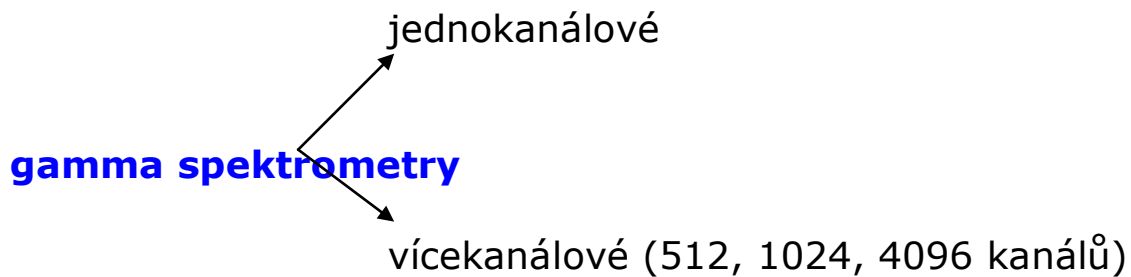 jednokanálové
gamma spektrometry
vícekanálové (512, 1024, 4096 kanálů)